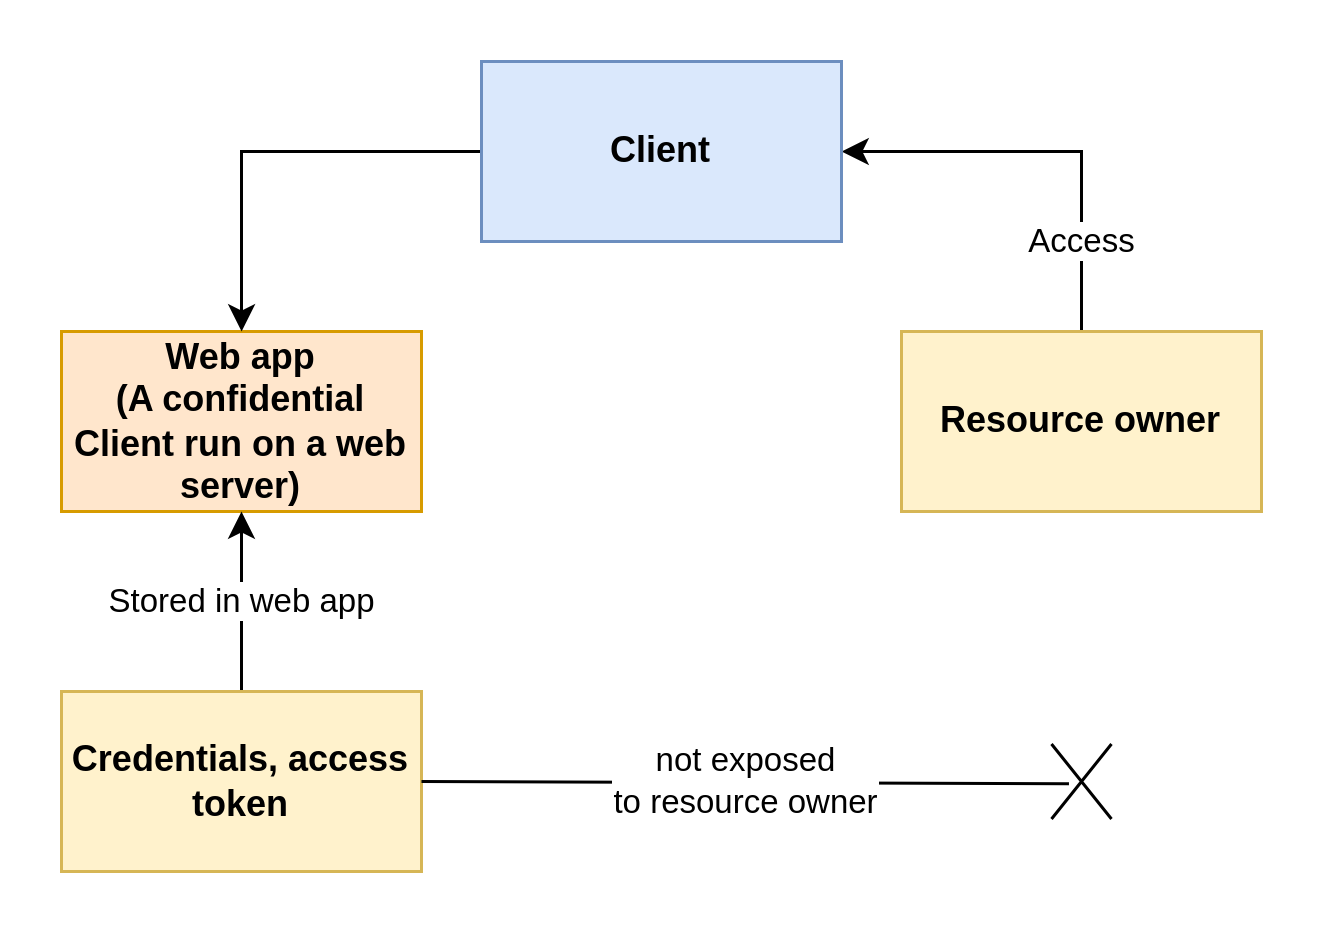 Client
Access
Web app
(A confidential
Client run on a web
server)
Resource owner
Stored in web app
Credentials, access
token
not exposed
to resource owner